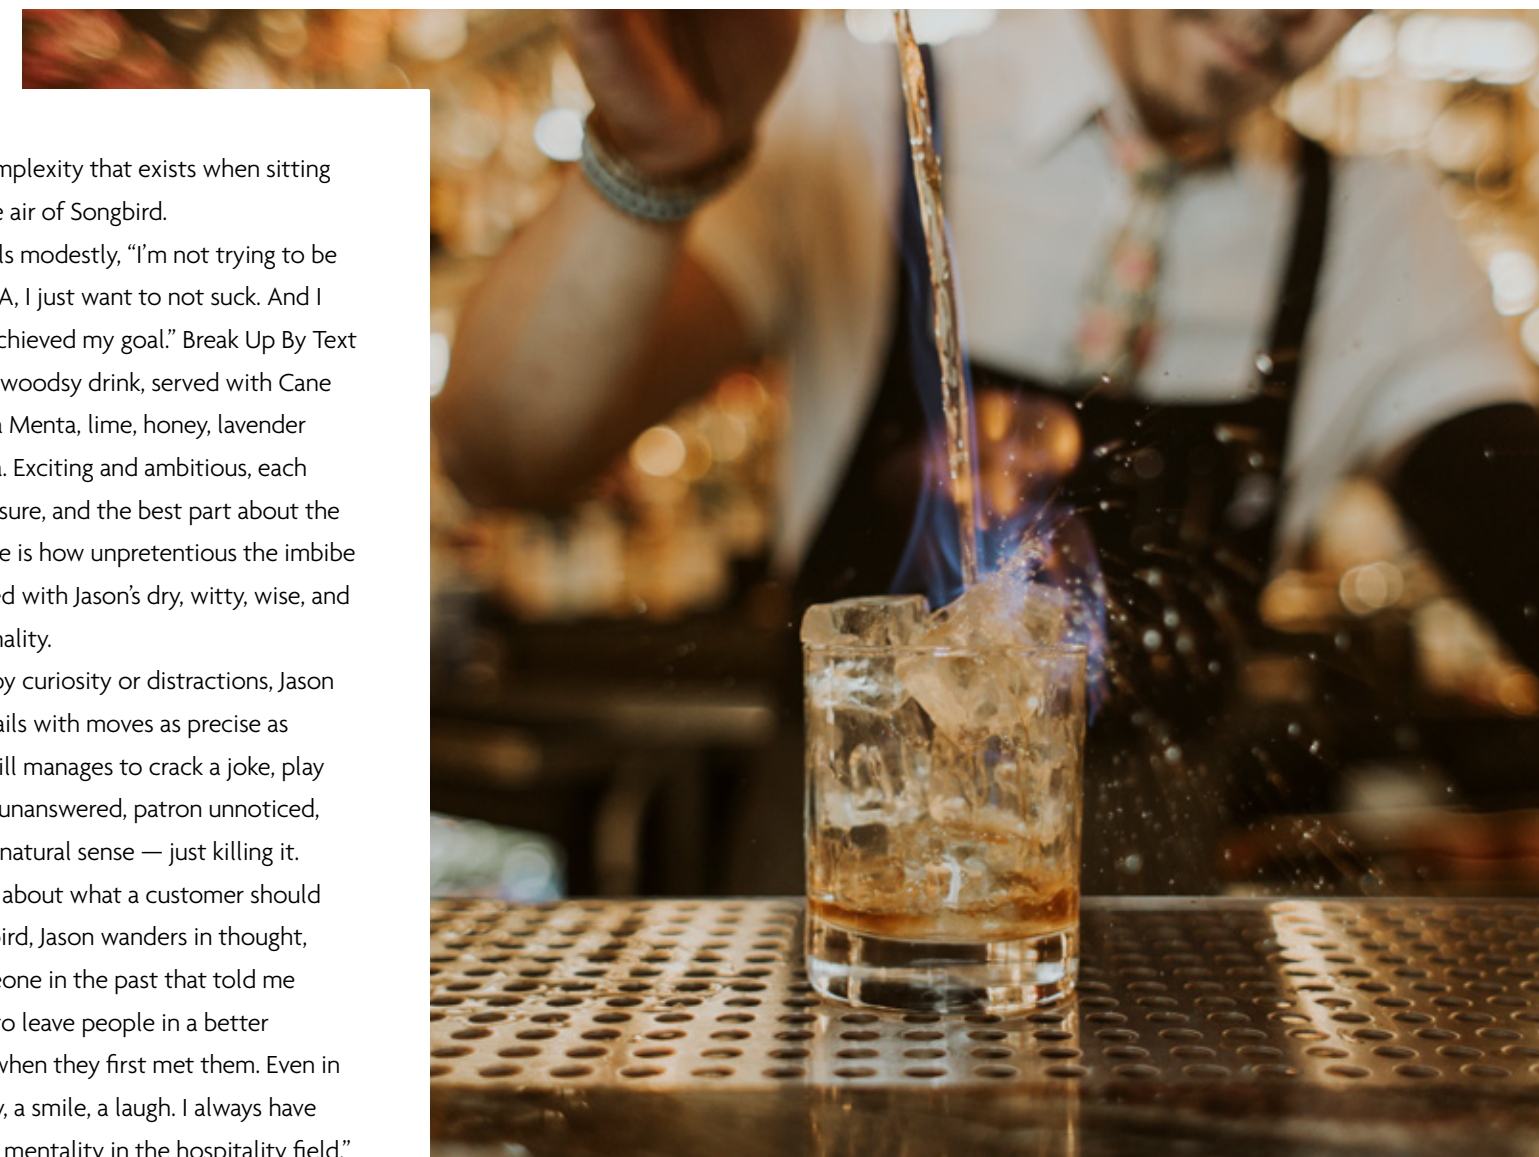 mplexity that exists when sitting
e air of Songbird.
ls modestly, “I’m not trying to be
A, I just want to not suck. And I
chieved my goal.” Break Up By Text
woodsy drink, served with Cane
a Menta, lime, honey, lavender
a. Exciting and ambitious, each
sure, and the best part about the
e is how unpretentious the imbibe
ed with Jason’s dry, witty, wise, and
nality.
by curiosity or distractions, Jason
ails with moves as precise as
ill manages to crack a joke, play
unanswered, patron unnoticed,
natural sense — just killing it.
about what a customer should
bird, Jason wanders in thought,
eone in the past that told me
to leave people in a better
when they first met them. Even in
y, a smile, a laugh. I always have
mentality in the hospitality field.”